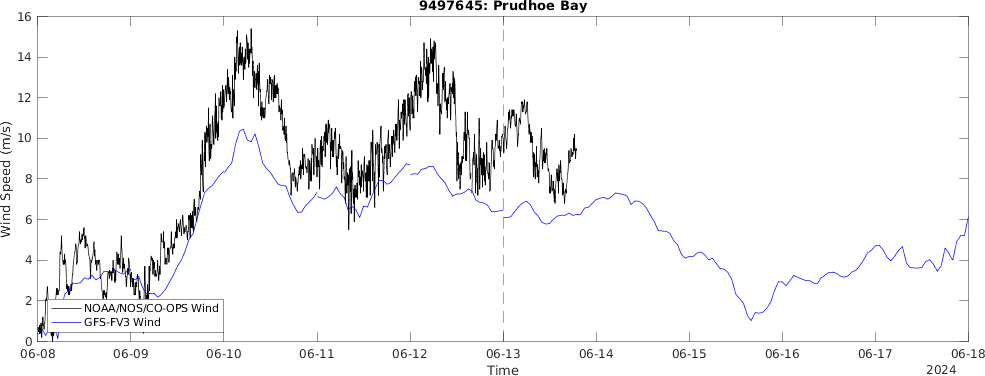 9497645: Prudhoe Bay
Wind Speed (m/s)
16
14
12
10
8
6
4
2
0
NOAA/NOS/CO-OPS Wind
GFS-FV3 Wind
06-08 06-09 06-10 06-11 06-12 06-13 06-14 06-15 06-16 06-17 06-18
Time
2024